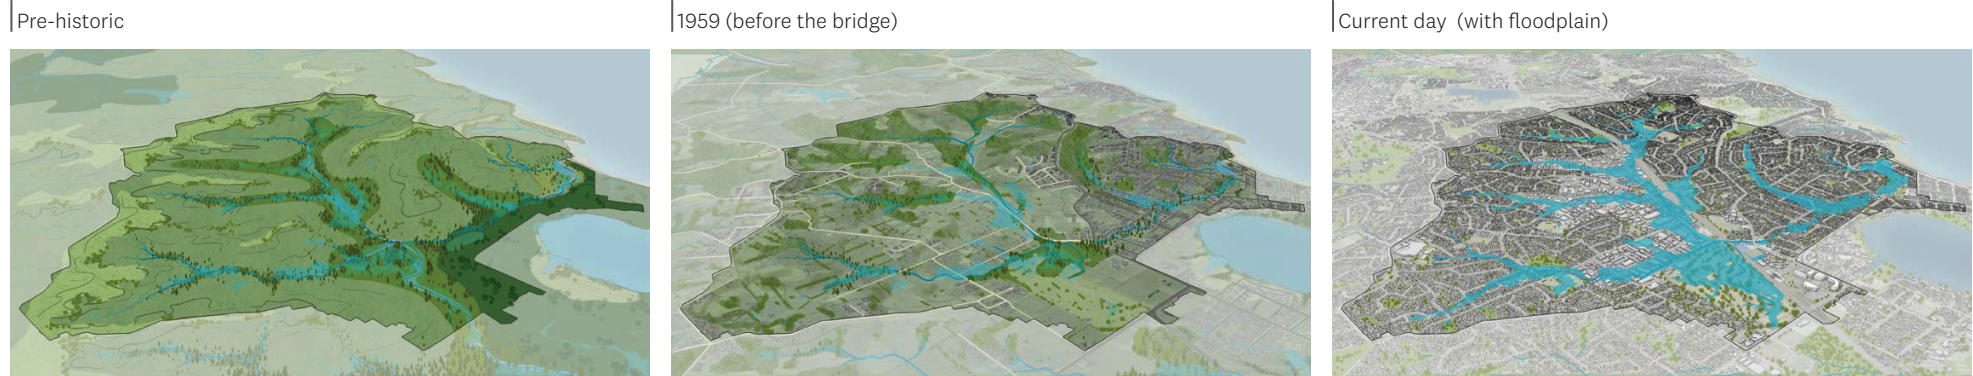 Pre-historic
1959 (before the bridge)
Current day (with floodplain)